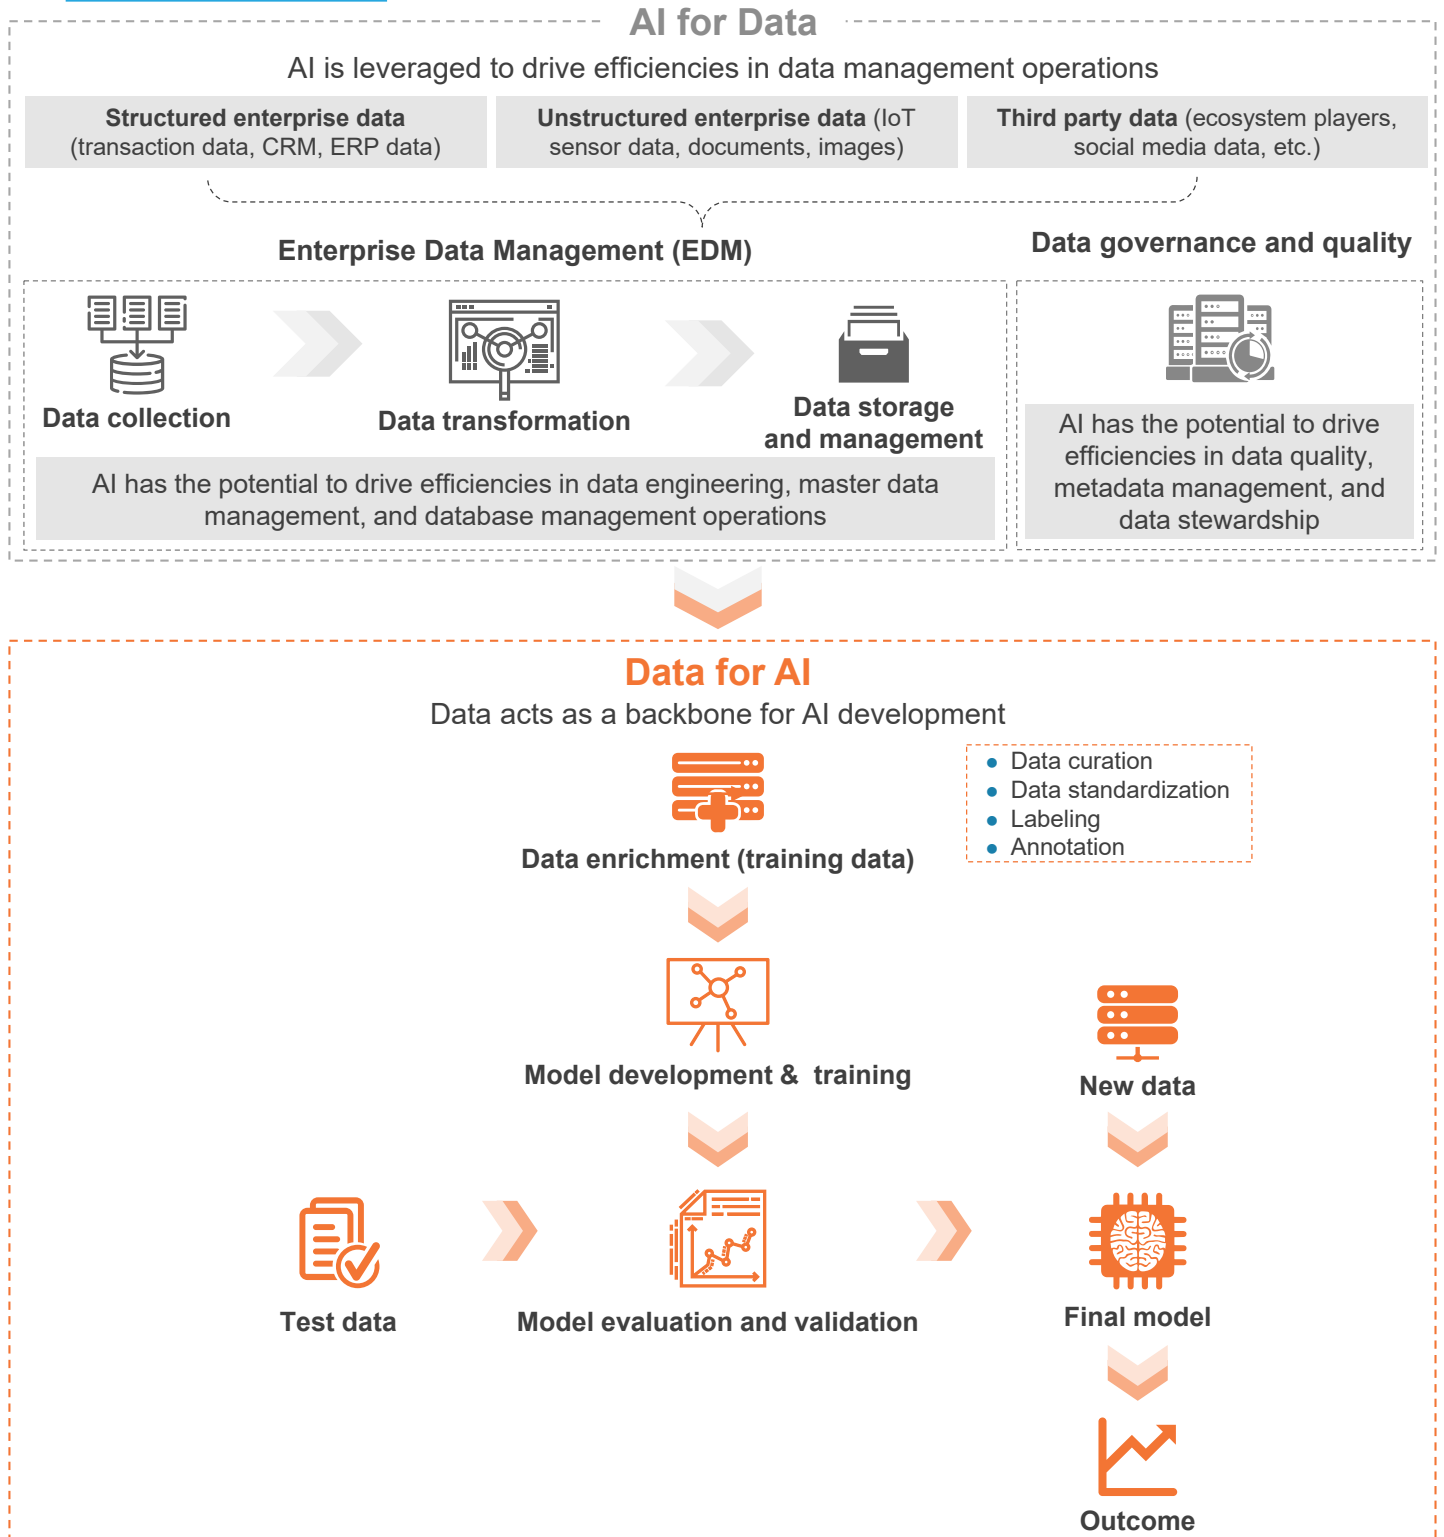 AI for Data
AI is leveraged to drive efficiencies in data management operations
Structured enterprise data
(transaction data, CRM, ERP data)
Unstructured enterprise data (IoT
sensor data, documents, images)
Third party data (ecosystem players,
social media data, etc.)
Enterprise Data Management (EDM)
Data governance and quality
Data collection
Data transformation
Data storage
and management
AI has the potential to drive efficiencies in data engineering, master data
management, and database management operations
AI has the potential to drive
efficiencies in data quality,
metadata management, and
data stewardship
Data for AI
Data acts as a backbone for AI development
Data enrichment (training data)
• Data curation
• Data standardization
• Labeling
• Annotation
Model development & training
New data
Test data
Model evaluation and validation
Final model
Outcome